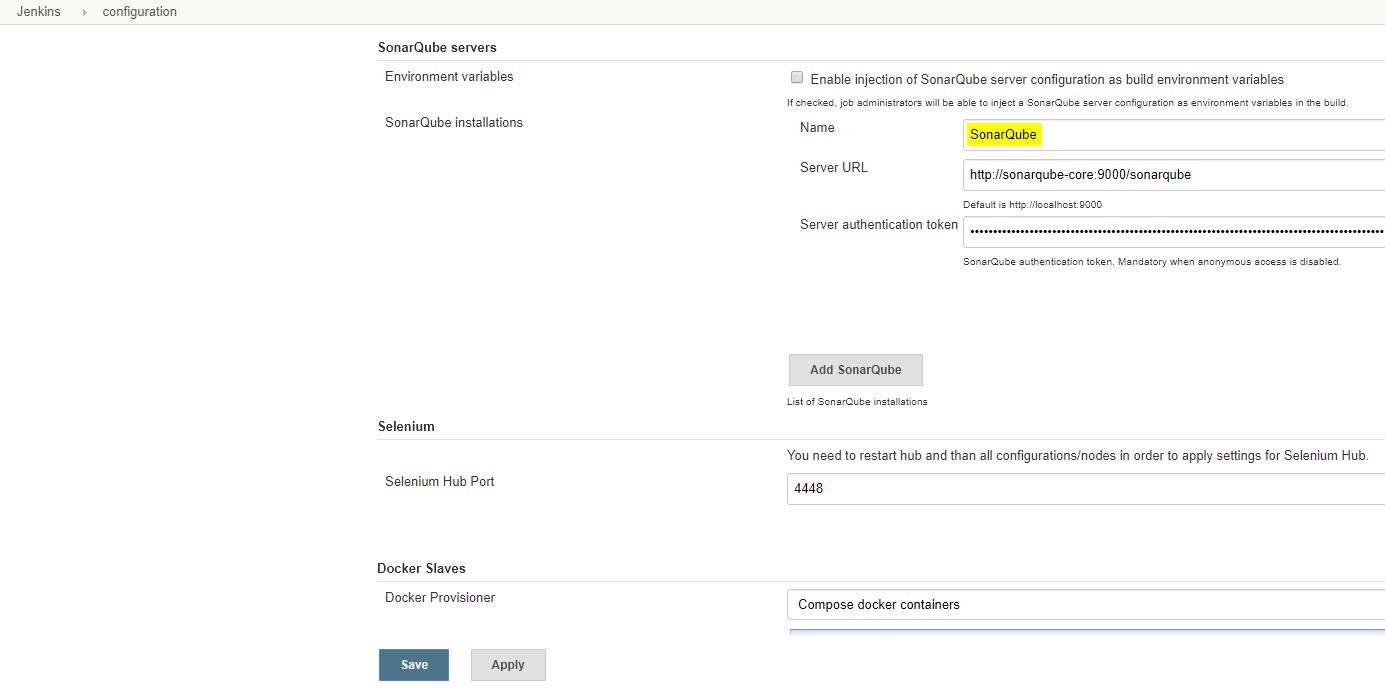 Jenkins configuration
SonarQube servers
Environment variables
Enable injection of SonarQube server configuration as build environment variables
If checked, job administrators will be able to inject a SonarQube server configuration as environment variables in the build.
SonarQube installations
Name
SonarQube
Server URL
http://sonarqube-core:9000/sonarqube
Default is http://localhost:9000
Server authentication token
SonarQube authentication token. Mandatory when anonymous access is disabled.
Add SonarQube
List of SonarQube installations
Selenium
You need to restart hub and than all configurations/nodes in order to apply settings for Selenium Hub.
Selenium Hub Port
4448
Docker Slaves
Docker Provisioner
Compose docker containers
Save Apply